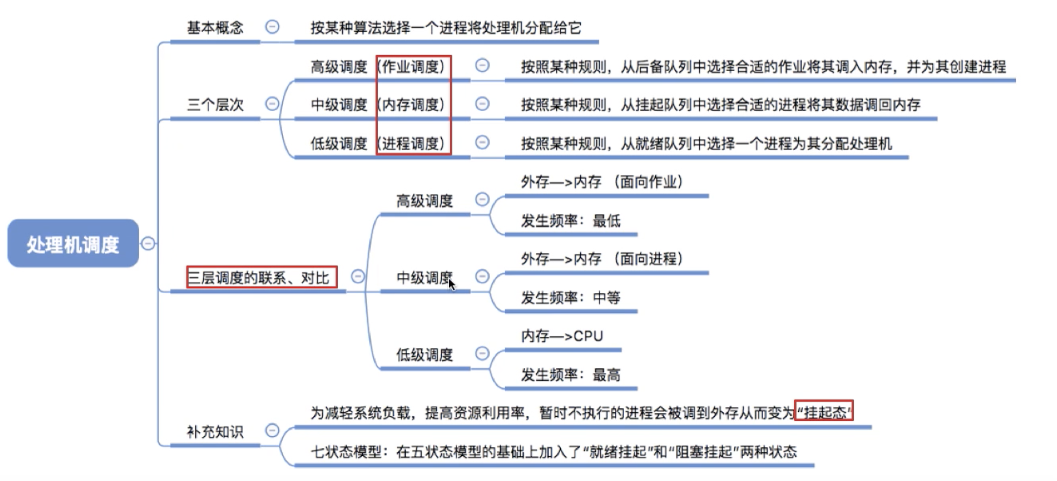 处理机调度
基本概念
按某种算法选择一个进程将处理机分配给它
三个层次
高级调度（作业调度）
按照某种规则，从后备队列中选择合适的作业将其调入内存，并为其创建进程
中级调度（内存调度）
按照某种规则，从挂起队列中选择合适的进程将其数据调回内存
低级调度（进程调度）
按照某种规则，从就绪队列中选择一个进程为其分配处理机
三层调度的联系、对比
高级调度
外存—>内存 （面向作业）
发生频率：最低
中级调度
外存—>内存 （面向进程）
发生频率：中等
低级调度
内存—>CPU
发生频率：最高
补充知识
为减轻系统负载，提高资源利用率，暂时不执行的进程会被调到外存从而变为“挂起态”
七状态模型：在五状态模型的基础上加入了“就绪挂起”和“阻塞挂起”两种状态